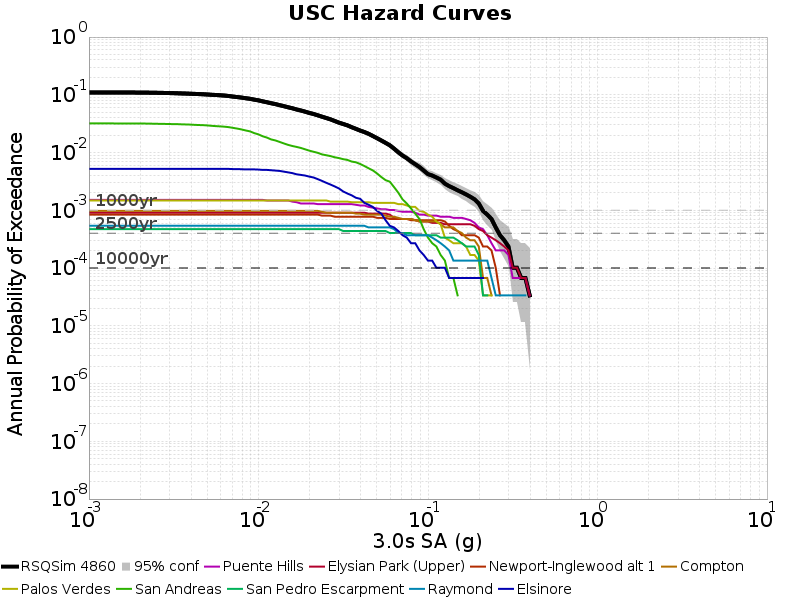 USC Hazard Curves
Annual Probability of Exceedance
10^0
10^-1
10^-2
10^-3
10^-4
10^-5
10^-6
10^-7
10^-8
1000yr
2500yr
10000yr
10^-3 10^-2 10^-1 10^0 10^1
3.0s SA (g)
RSQSim 4860 95% conf Puente Hills Elysian Park (Upper) Newport-Inglewood alt 1 Compton
Palos Verdes San Andreas San Pedro Escarpment Raymond Elsinore